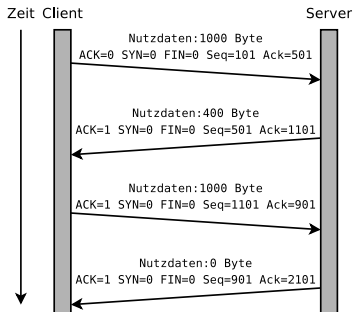 Zeit Client Server
Nutzdaten:1000 Byte
ACK=0 SYN=0 FIN=0 Seq=101 Ack=501
Nutzdaten:400 Byte
ACK=1 SYN=0 FIN=0 Seq=501 Ack=1101
Nutzdaten:1000 Byte
ACK=1 SYN=0 FIN=0 Seq=1101 Ack=901
Nutzdaten:0 Byte
ACK=1 SYN=0 FIN=0 Seq=901 Ack=2101